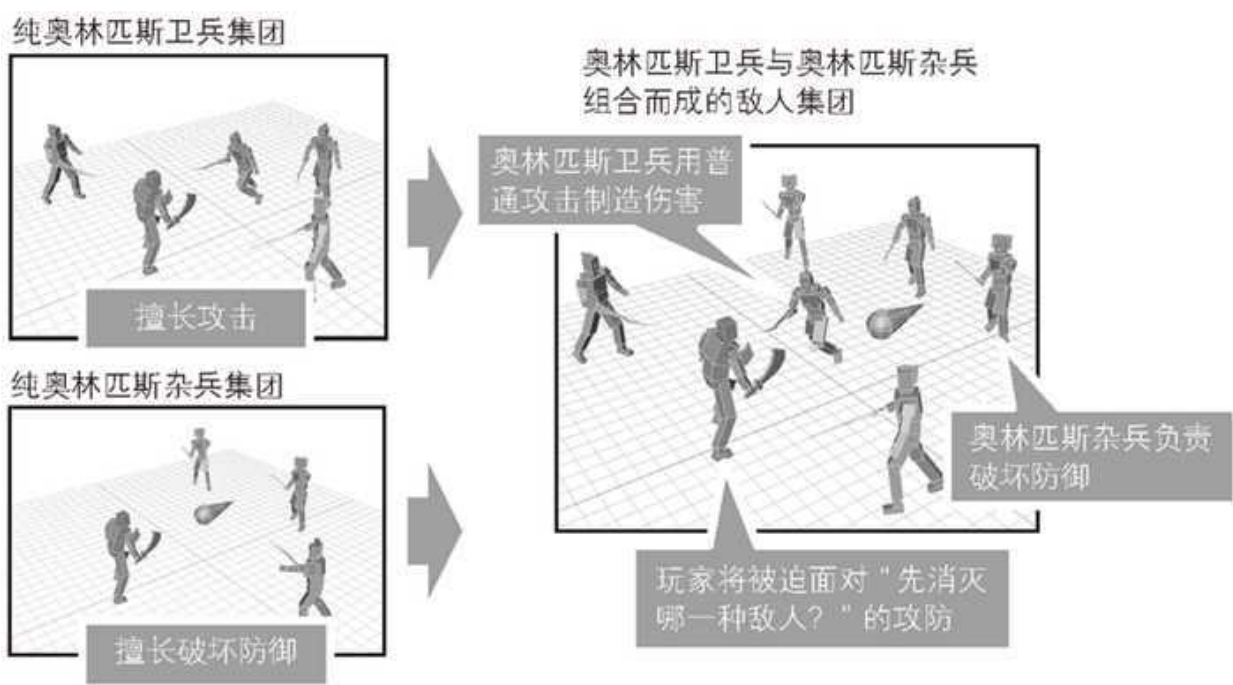 纯奥林匹斯卫兵集团
擅长攻击
纯奥林匹斯杂兵集团
擅长破坏防御
奥林匹斯卫兵与奥林匹斯杂兵
组合而成的敌人集团
奥林匹斯卫兵用普
通攻击制造伤害
奥林匹斯杂兵负责
破坏防御
玩家将被迫面对“先消灭
哪一种敌人？”的攻防